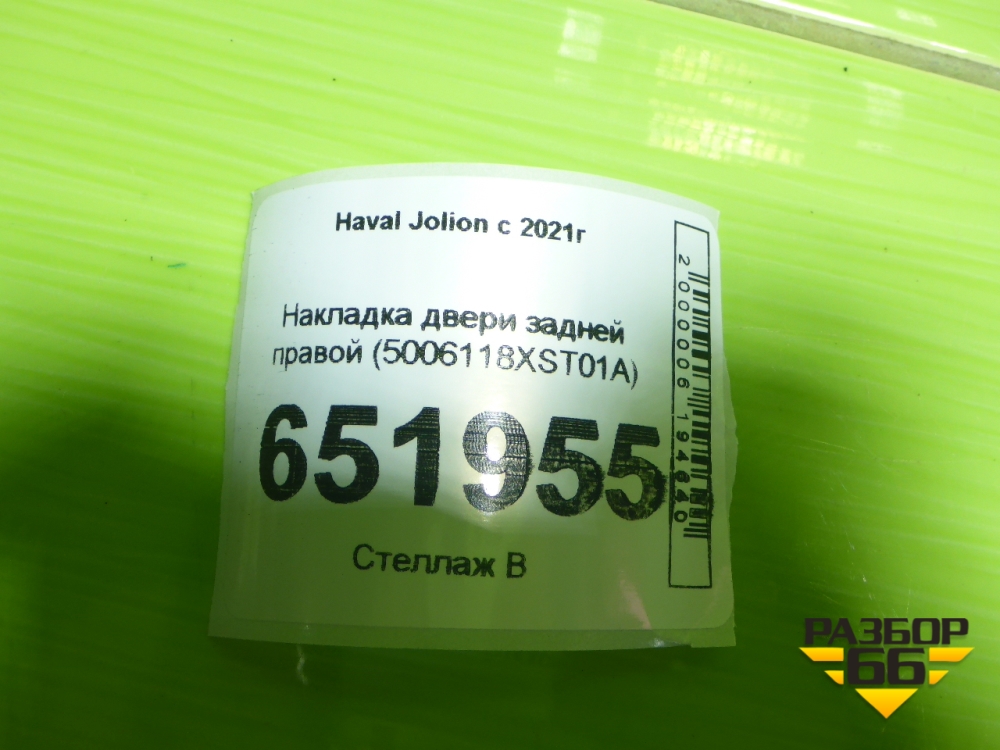 Haval Jolion с 2021г
Накладка двери задней
правой (5006118XST01A)
651955
Стеллаж В
2000006194640
РАЗБОР
66